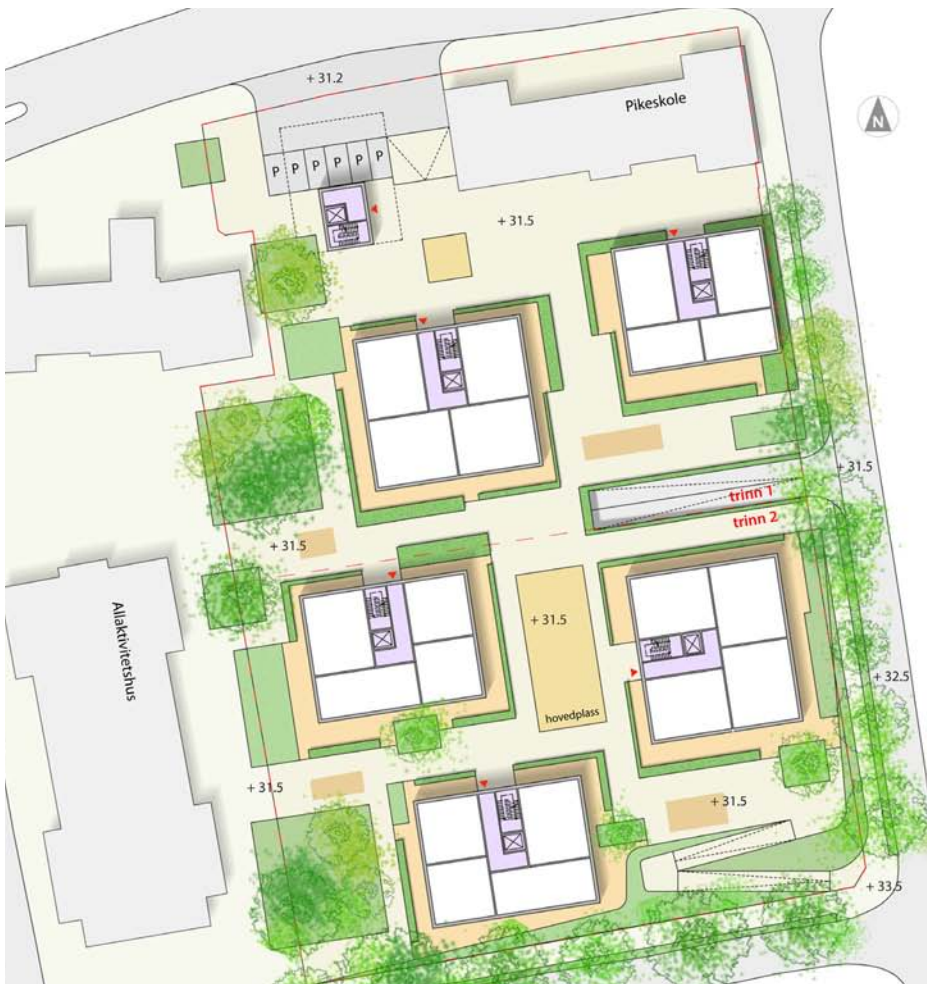 + 31.2
Pikeskole
N
P P P P P P
+ 31.5
+ 31.5
trinn 1
trinn 2
+ 31.5
Allaktivitetshus
+ 31.5
+ 32.5
hovedplass
+ 31.5
+ 31.5
+ 33.5